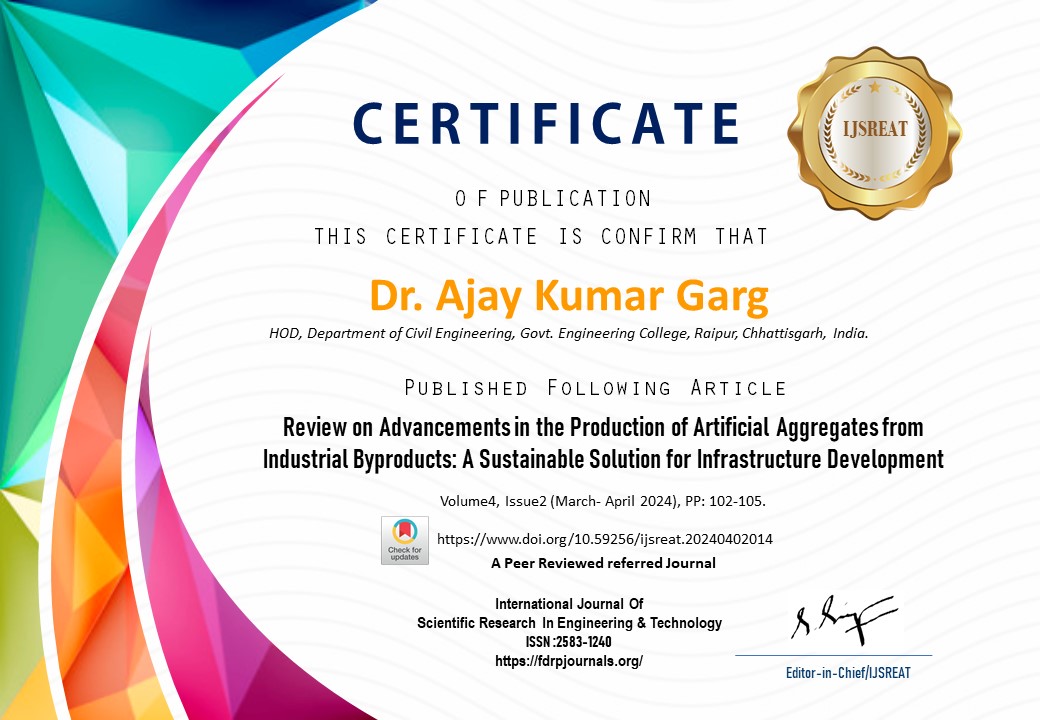 CERTIFICATE
IJSREAT
O F PUBLICATION
THIS CERTIFICATE IS CONFIRM THAT
Dr. Ajay Kumar Garg
HOD, Department of Civil Engineering, Govt. Engineering College, Raipur, Chhattisgarh, India.
Published Following Article
Review on Advancements in the Production of Artificial Aggregates from
Industrial Byproducts: A Sustainable Solution for Infrastructure Development
Volume4, Issue2 (March- April 2024), PP: 102-105.
Check for
updates
https://www.doi.org/10.59256/ijsreat.20240402014
A Peer Reviewed referred Journal
International Journal Of
Scientific Research In Engineering & Technology
ISSN :2583-1240
https://fdrpjournals.org/
Editor-in-Chief/IJSREAT